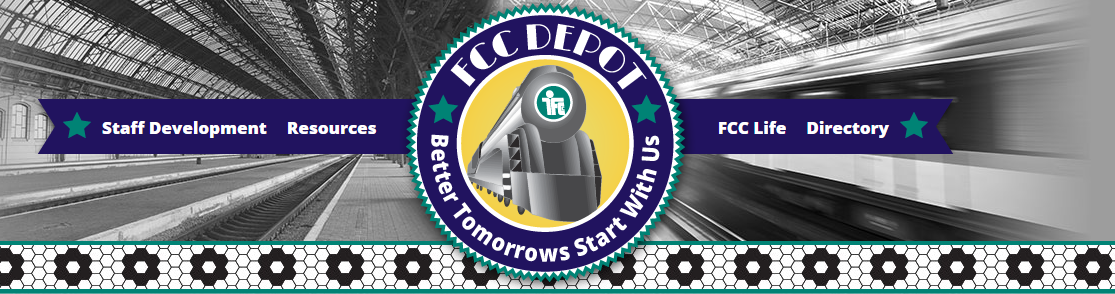 FCC DEPOT
Staff Development Resources FCC Life Directory
Better Tomorrows Start With Us